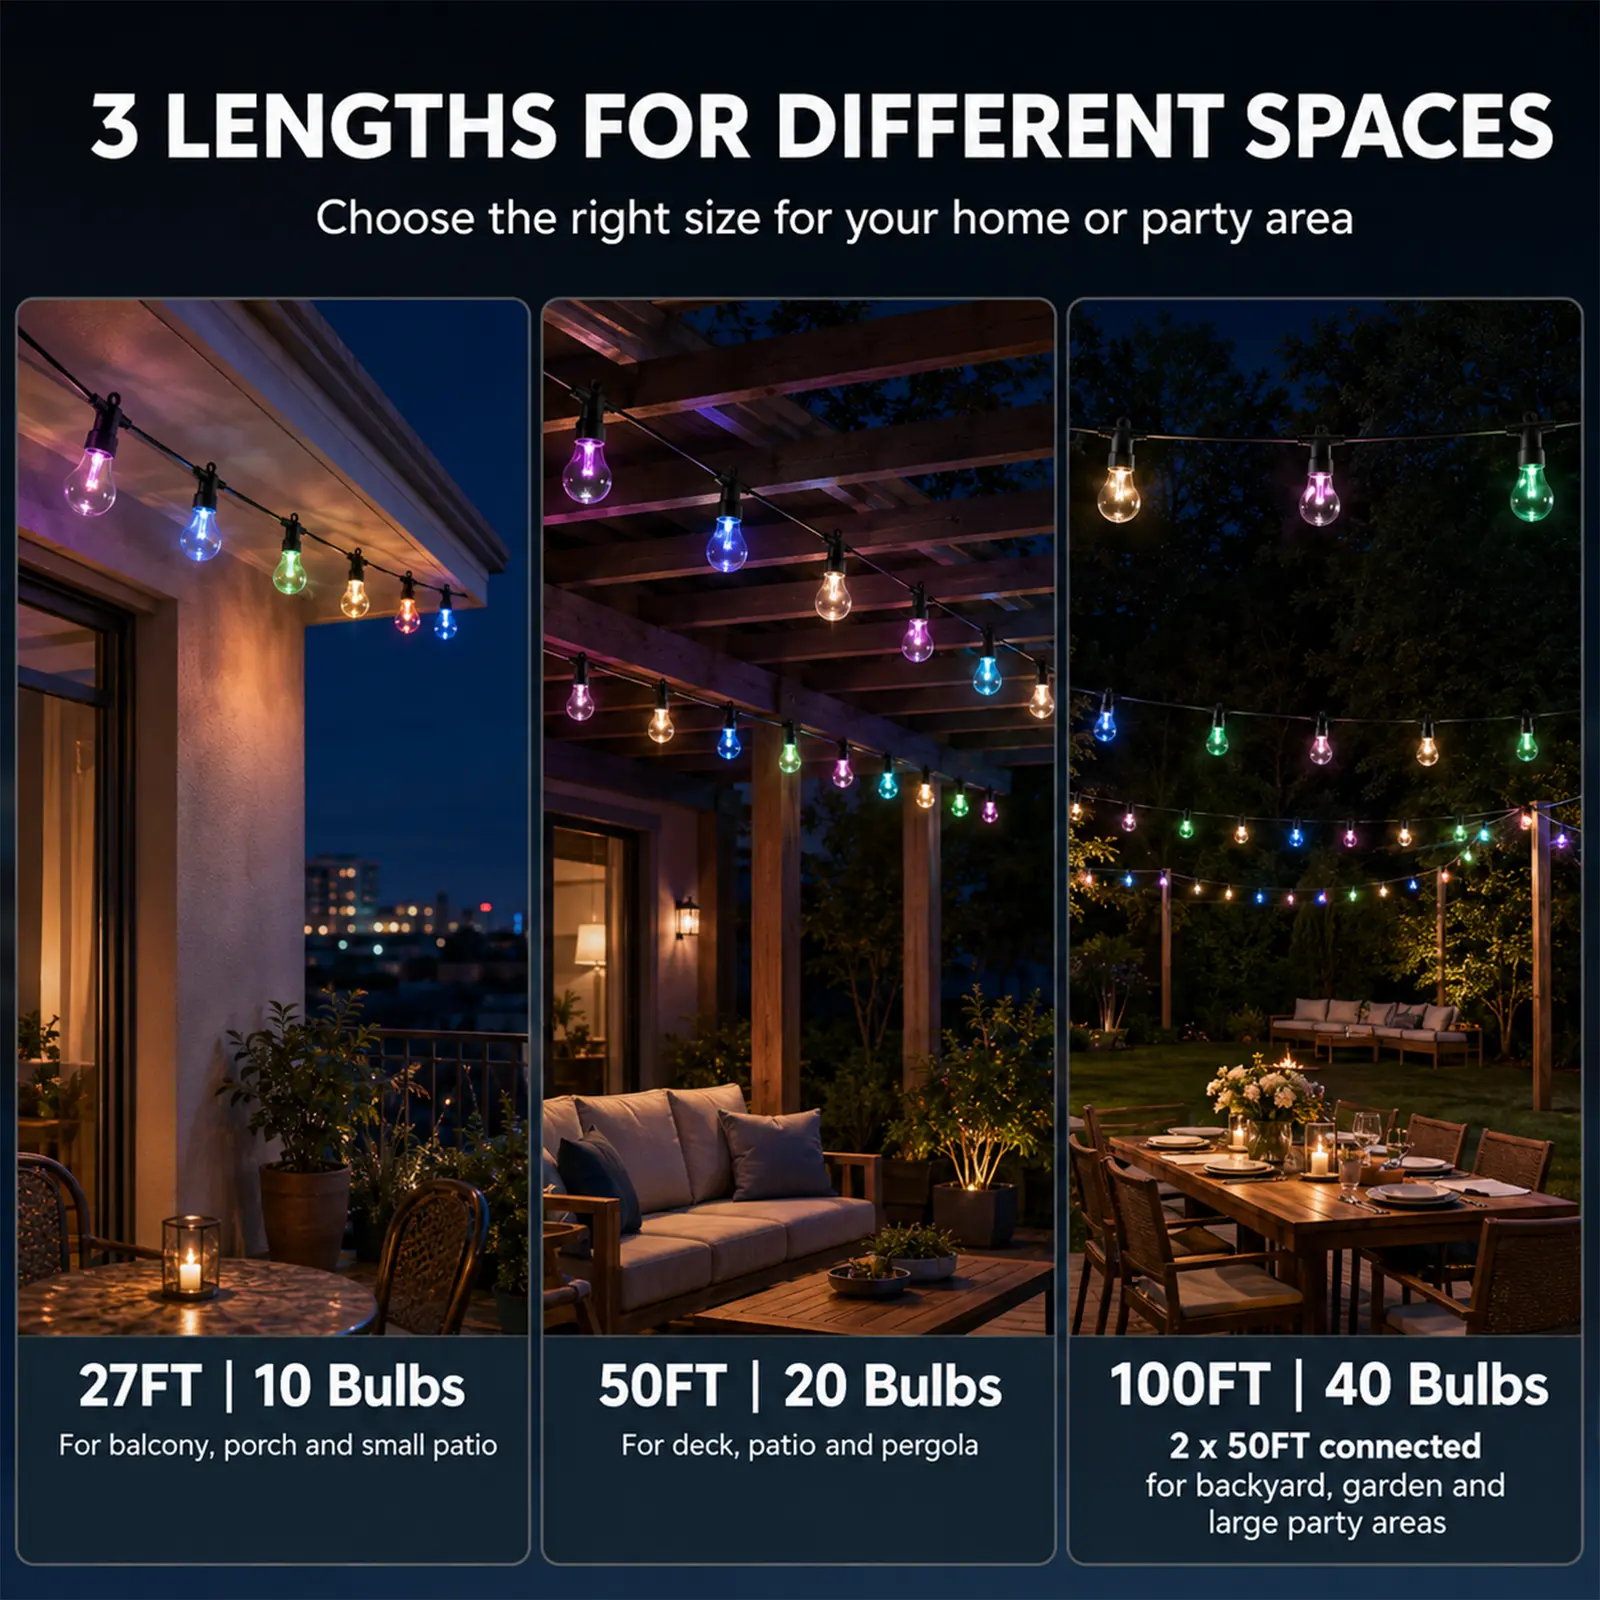 3 LENGTHS FOR DIFFERENT SPACES
Choose the right size for your home or party area
27FT | 10 Bulbs
For balcony, porch and small patio
50FT | 20 Bulbs
For deck, patio and pergola
100FT | 40 Bulbs
2 x 50FT connected
for backyard, garden and
large party areas